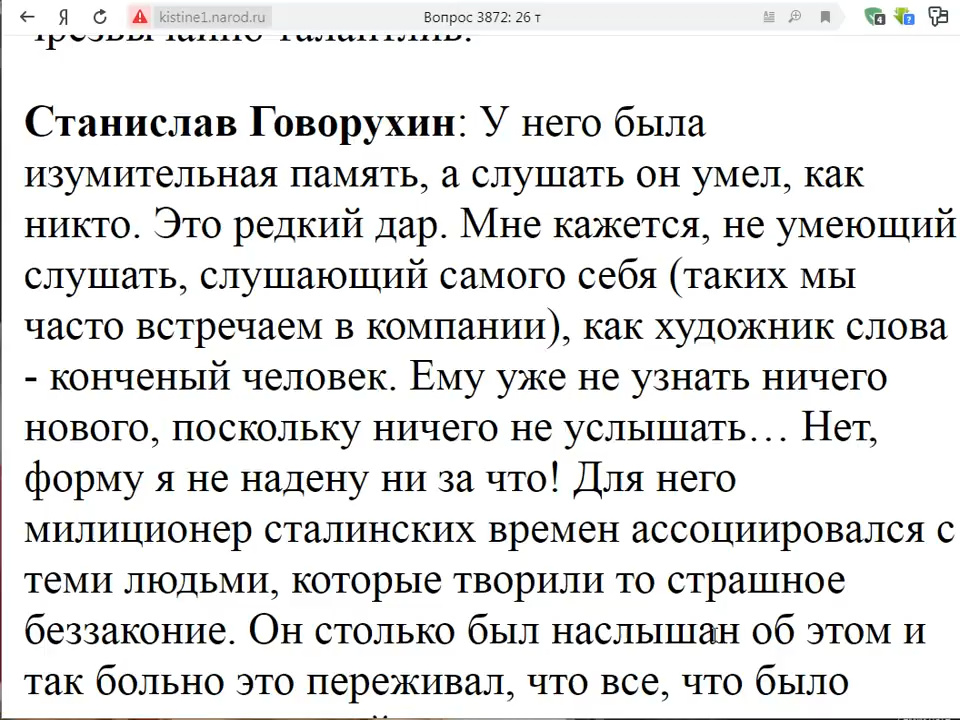 Я
kistine1.narod.ru
Вопрос 3872: 26 т
4
?
чрезвычайно талантлив.
Станислав Говорухин: У него была
изумительная память, а слушать он умел, как
никто. Это редкий дар. Мне кажется, не умеющий
слушать, слушающий самого себя (таких мы
часто встречаем в компании), как художник слова
- конченый человек. Ему уже не узнать ничего
нового, поскольку ничего не услышать… Нет,
форму я не надену ни за что! Для него
милиционер сталинских времен ассоциировался с
теми людьми, которые творили то страшное
беззаконие. Он столько был наслышан об этом и
так больно это переживал, что все, что было